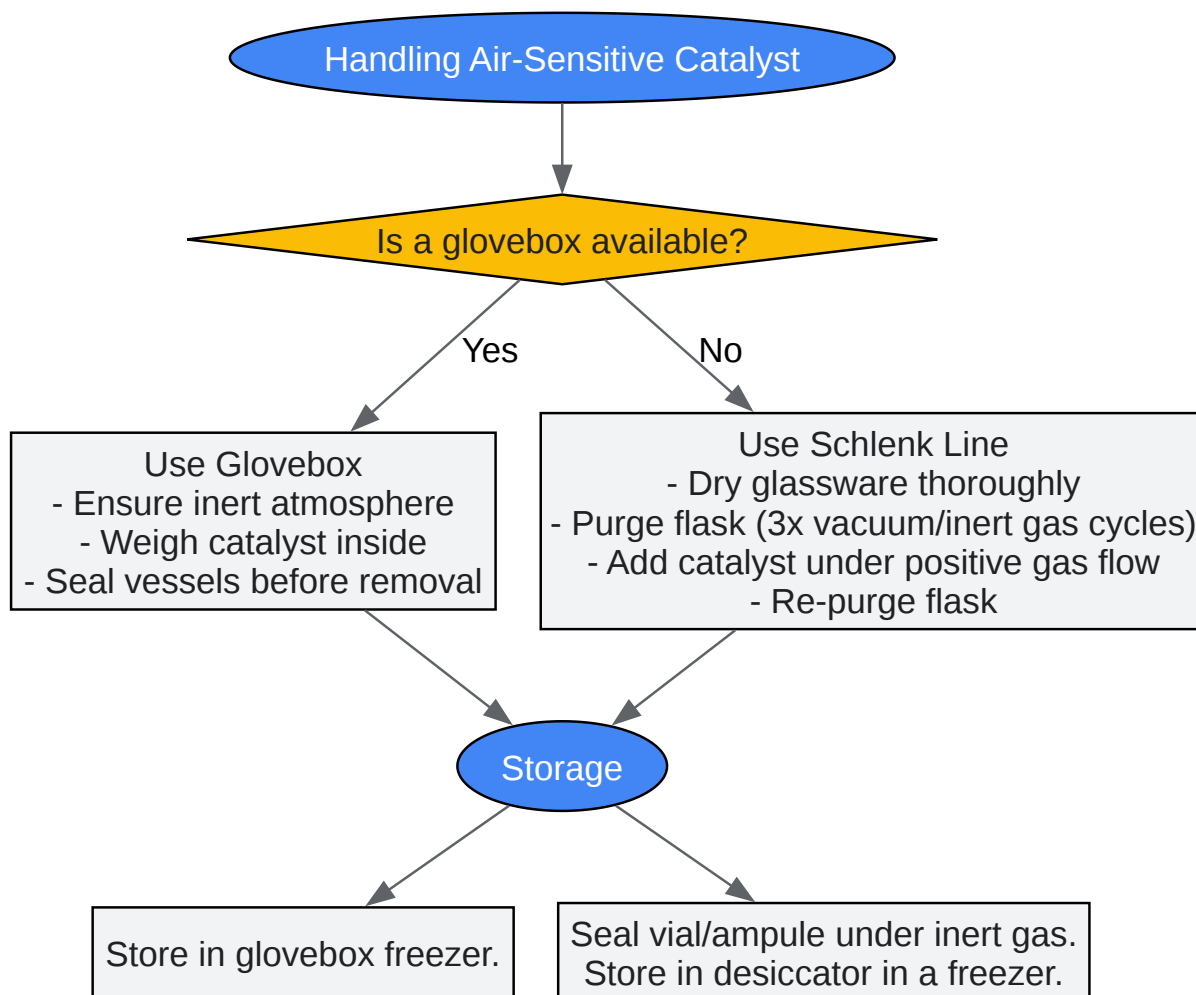 Handling Air-Sensitive Catalyst
Is a glovebox available?
Yes
No
Use Glovebox
- Ensure inert atmosphere
- Weigh catalyst inside
- Seal vessels before removal
Use Schlenk Line
- Dry glassware thoroughly
- Purge flask (3x vacuum/inert gas cycles)
- Add catalyst under positive gas flow
- Re-purge flask
Storage
Store in glovebox freezer.
Seal vial/ampule under inert gas.
Store in desiccator in a freezer.